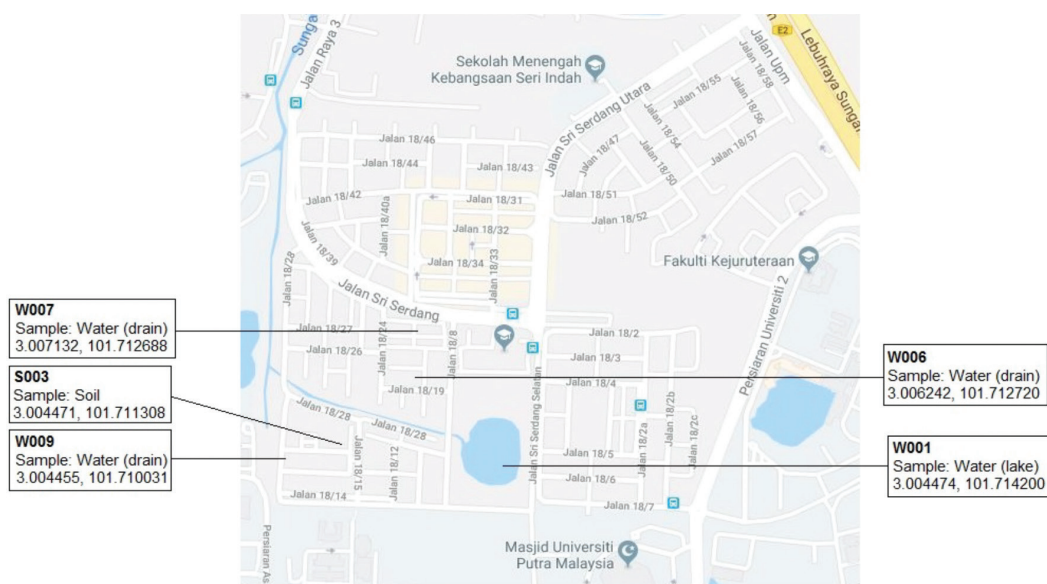 W007
Sample: Water (drain)
3.007132, 101.712688
S003
Sample: Soil
3.004471, 101.711308
W009
Sample: Water (drain)
3.004455, 101.710031
Sunga
Jalan Raya 3
Sekolah Menengah
Kebangsaan Seri Indah
E2
Lebuhraya Sungai
Jalan Upm
Jalan 18/58
Jalan 18/55
Jalan 18/56
Jalan Sri Serdang Utara
Jalan 18/54
Jalan 18/57
Jalan 18/46
Jalan 18/47
Jalan 18/44
Jalan 18/43
Jalan 18/50
Jalan 18/42
Jalan 18/31
Jalan 18/51
Jalan 18/40a
Jalan 18/52
Jalan 18/32
Jalan 18/39
Jalan 18/33
Jalan 18/34
Fakulti Kejuruteraan
Jalan 18/28
Jalan Sri Serdang
Persiaran Universiti 2
Jalan 18/27
Jalan 18/24
Jalan 18/8
Jalan 18/2
Jalan 18/26
Jalan 18/3
Jalan 18/19
Jalan 18/4
Jalan Sri Serdang Selatan
Jalan 18/2b
Jalan 18/28
Jalan 18/28
Jalan 18/2a
Jalan 18/2c
Jalan 18/12
Jalan 18/15
Jalan 18/5
Jalan 18/6
Jalan 18/14
Jalan 18/7
Persiaran As
Masjid Universiti
Putra Malaysia
W006
Sample: Water (drain)
3.006242, 101.712720
W001
Sample: Water (lake)
3.004474, 101.714200